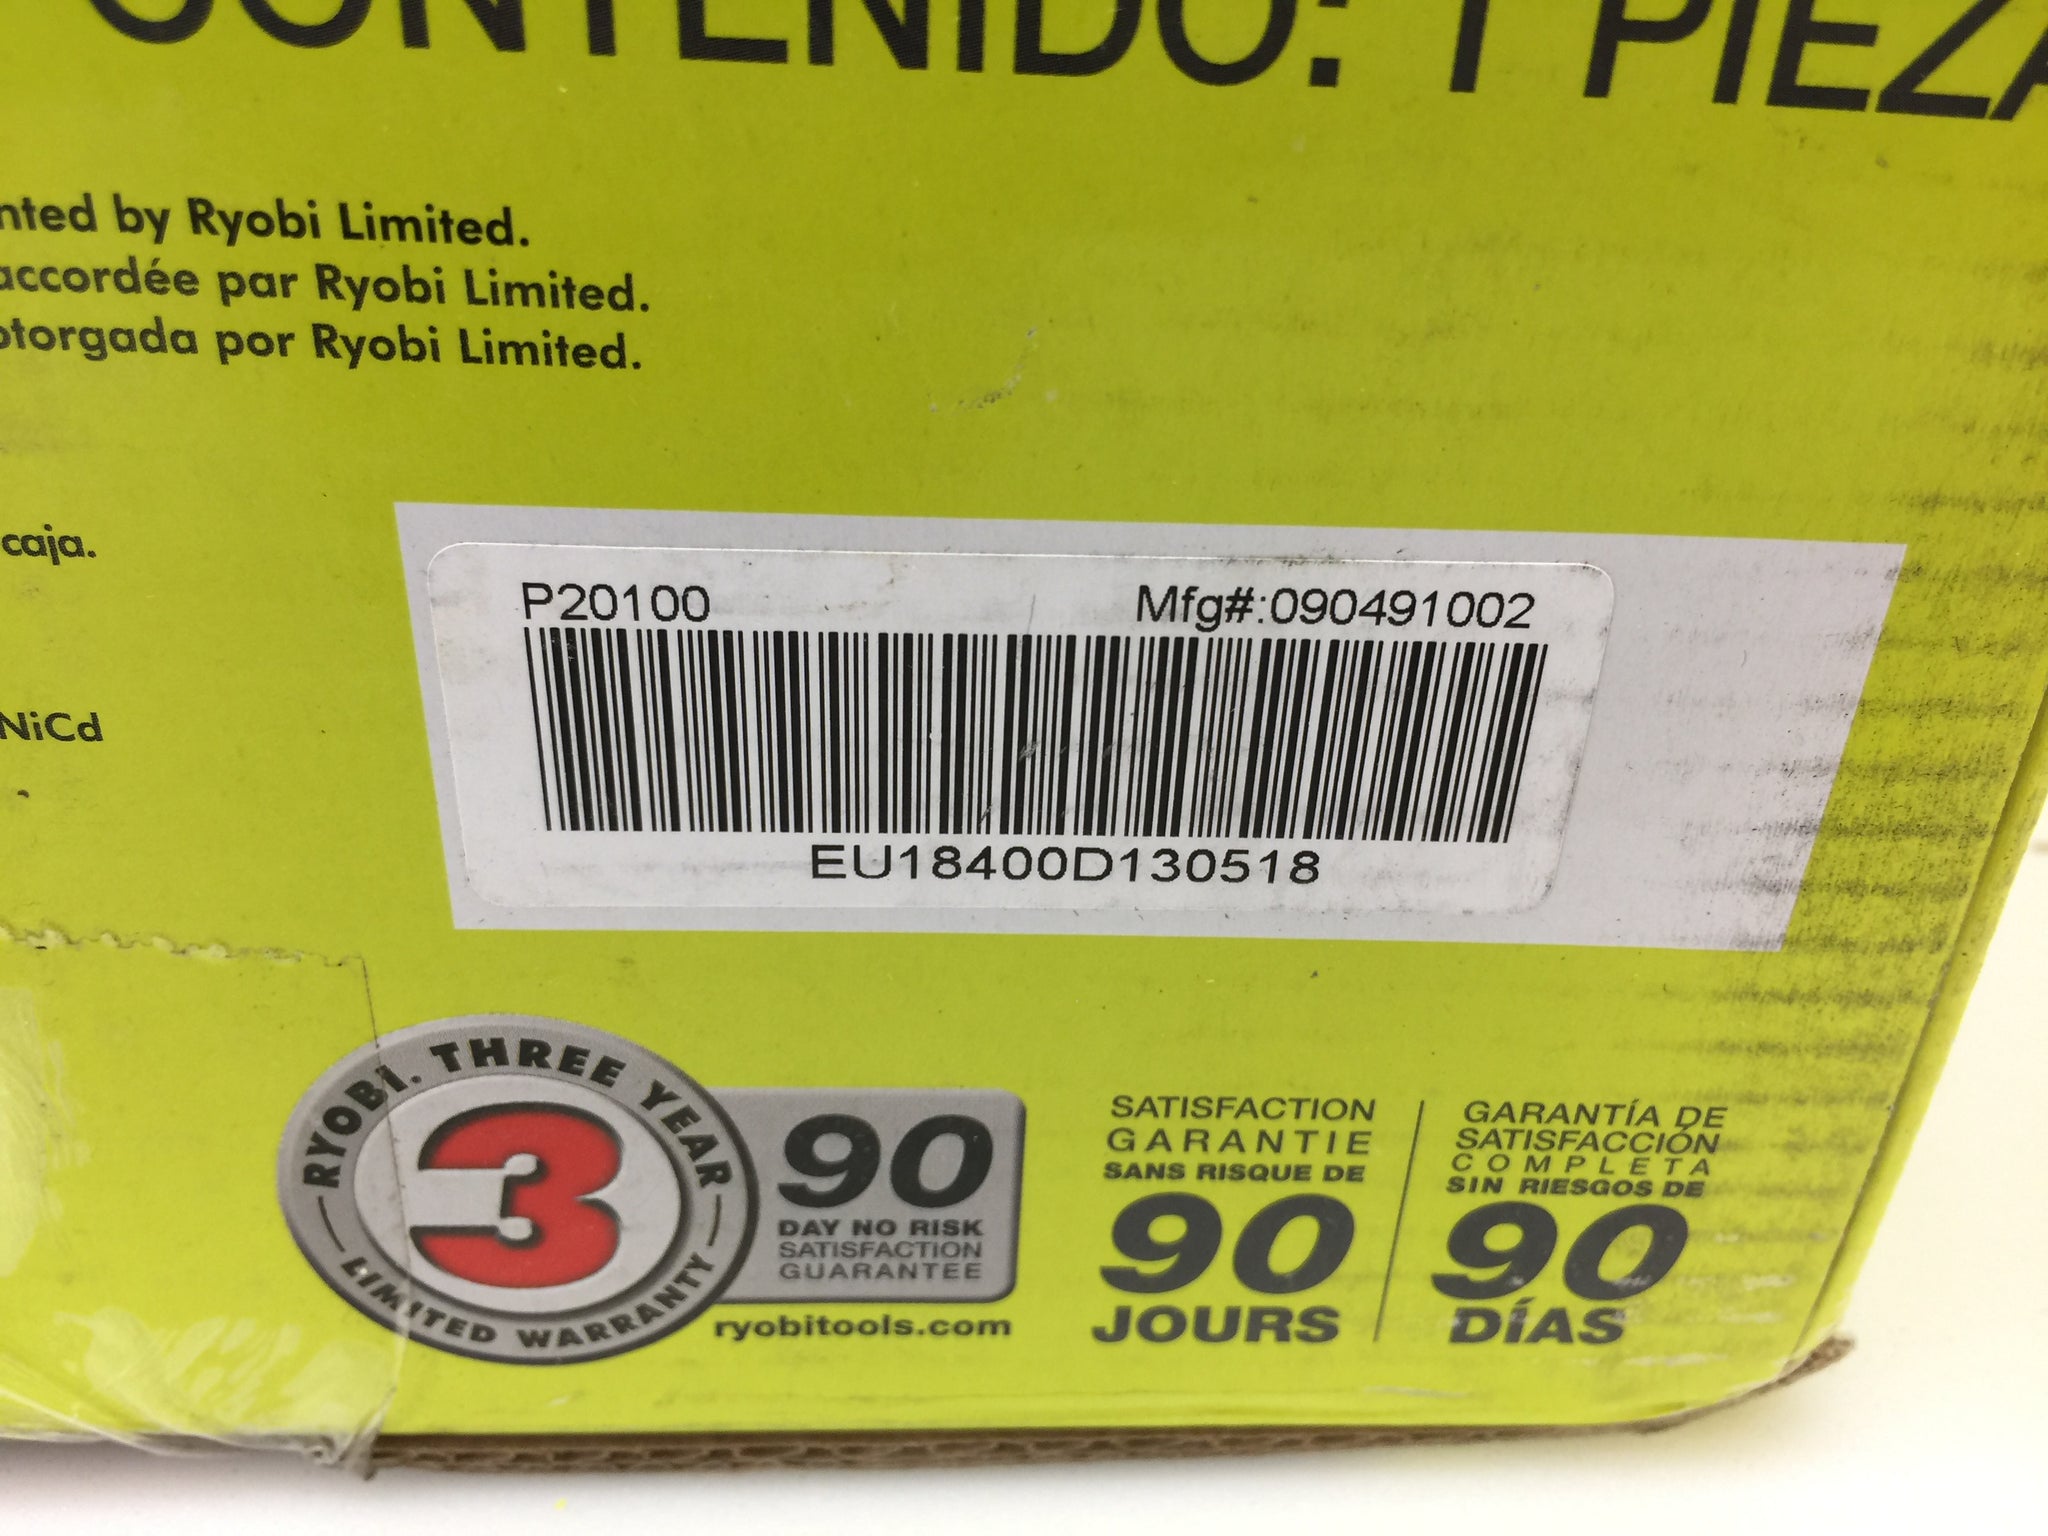 CONTENIDO: 1 PIEZA
by Ryobi Limited.
accordée par Ryobi Limited.
otorgada por Ryobi Limited.
caja.
NiCd
P20100 Mfg#:090491002
EU18400D130518
RYOBI. THREE YEAR
3
LIMITED WARRANTY
90
DAY NO RISK
SATISFACTION
GUARANTEE
ryobitools.com
SATISFACTION
GARANTIE
SANS RISQUE DE
90
JOURS
GARANTÍA DE
SATISFACCIÓN
COMPLETA
SIN RIESGOS DE
90
DÍAS